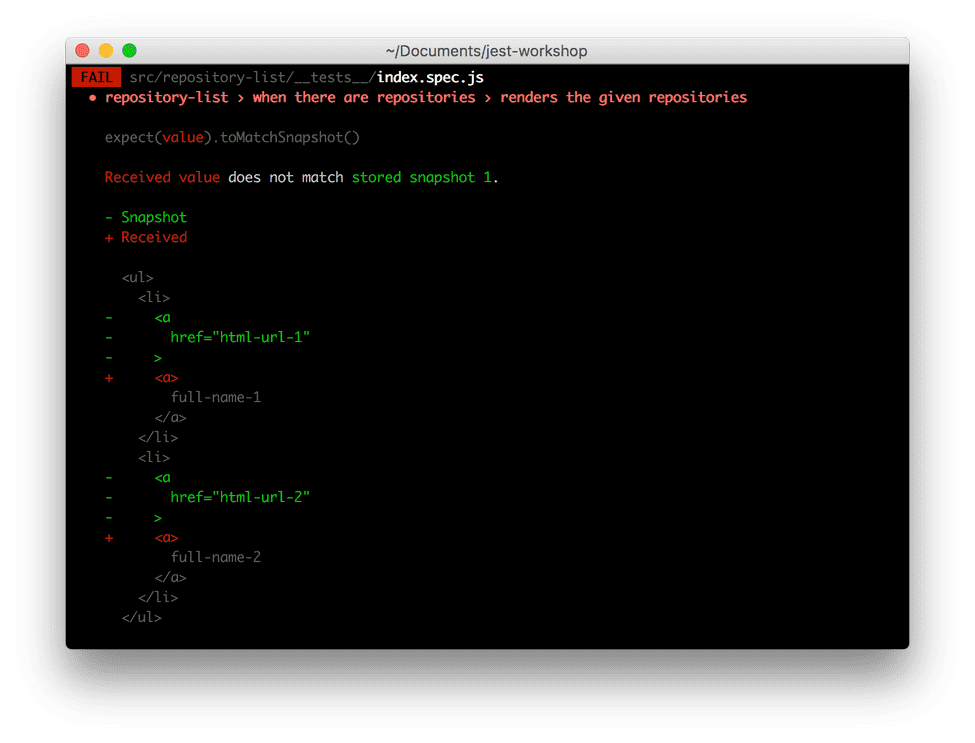 ~/Documents/jest-workshop
FAIL src/repository-list/__tests__/index.spec.js
● repository-list › when there are repositories › renders the given repositories
expect(value).toMatchSnapshot()
Received value does not match stored snapshot 1.
- Snapshot
+ Received
<ul>
<li>
- <a
- href="html-url-1"
- >
+ <a>
full-name-1
</a>
</li>
<li>
- <a
- href="html-url-2"
- >
+ <a>
full-name-2
</a>
</li>
</ul>